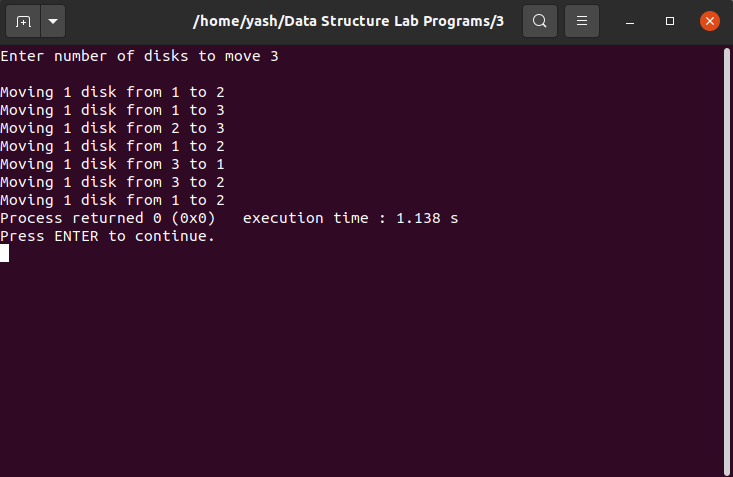 /home/yash/Data Structure Lab Programs/3
Enter number of disks to move 3
Moving 1 disk from 1 to 2
Moving 1 disk from 1 to 3
Moving 1 disk from 2 to 3
Moving 1 disk from 1 to 2
Moving 1 disk from 3 to 1
Moving 1 disk from 3 to 2
Moving 1 disk from 1 to 2
Process returned 0 (0x0)   execution time : 1.138 s
Press ENTER to continue.